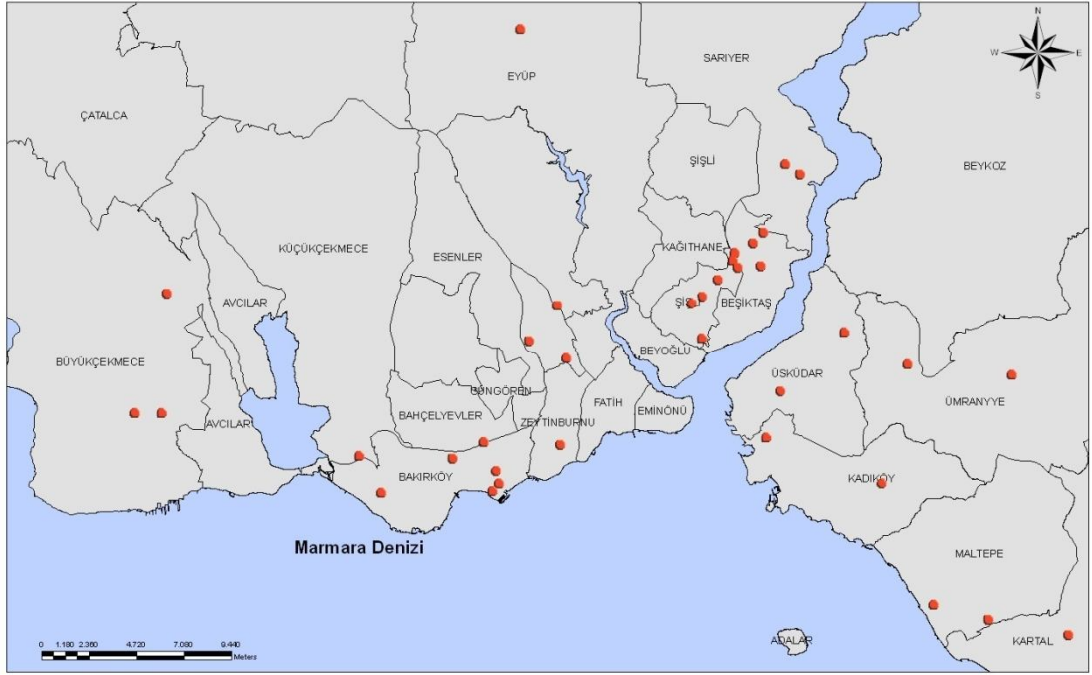 N
W E
S
SARIYER
EYÜP
ÇATALCA
ŞİŞLİ
BEYKOZ
KAĞITHANE
KÜÇÜKÇEKMECE
ESENLER
AVCILAR
ŞİŞLİ
BEŞİKTAŞ
BEYOĞLU
BÜYÜKÇEKMECE
ÜSKÜDAR
GÜNGÖREN
ÜMRANYYE
FATİH
EMİNÖNÜ
BAHÇELYEVLER
AVCILAR
ZEYTİNBURNU
BAKIRKÖY
KADIKÖY
Marmara Denizi
MALTEPE
ADALAR
KARTAL
0 1.180 2.360 4.720 7.080 9.440
Meters